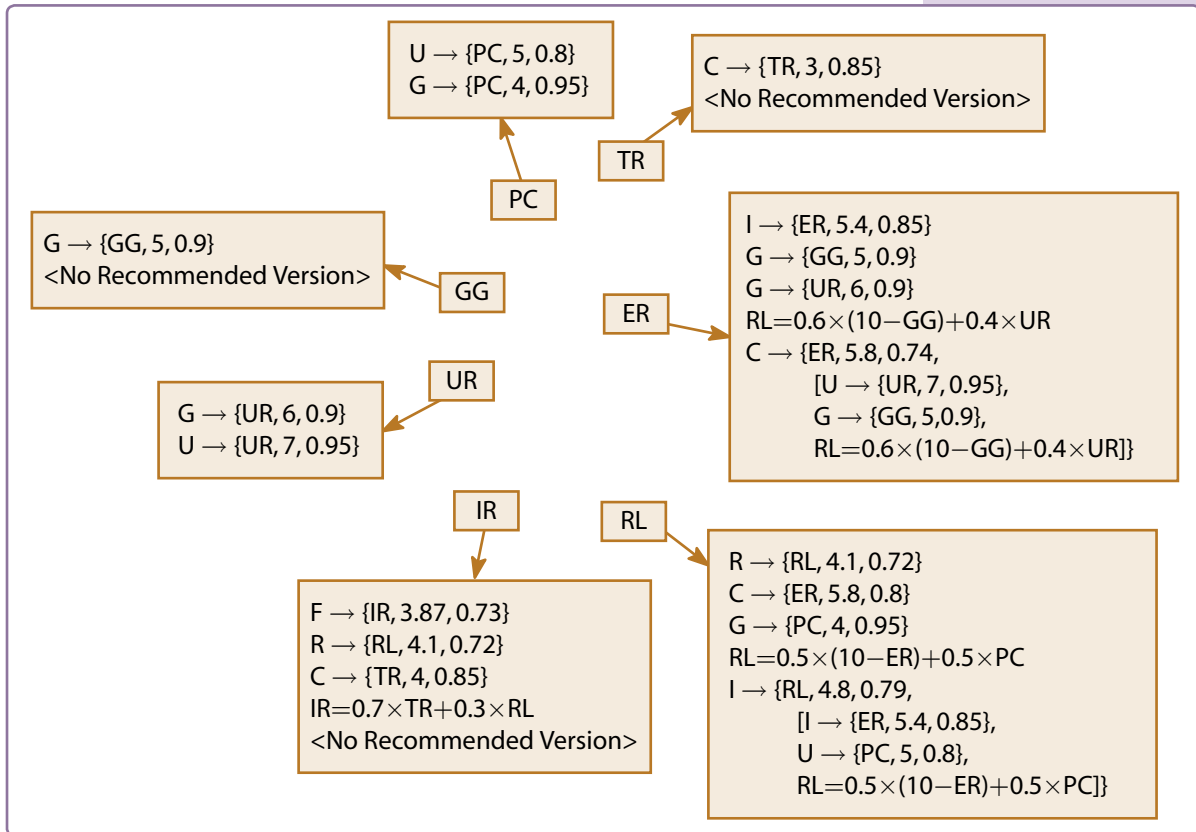 U → {PC, 5, 0.8}
G → {PC, 4, 0.95}
C → {TR, 3, 0.85}
<No Recommended Version>
TR
PC
G → {GG, 5, 0.9}
<No Recommended Version>
GG
I → {ER, 5.4, 0.85}
G → {GG, 5, 0.9}
G → {UR, 6, 0.9}
RL=0.6×(10−GG)+0.4×UR
C → {ER, 5.8, 0.74,
[U → {UR, 7, 0.95},
G → {GG, 5,0.9},
RL=0.6×(10−GG)+0.4×UR]}
ER
UR
G → {UR, 6, 0.9}
U → {UR, 7, 0.95}
IR
RL
F → {IR, 3.87, 0.73}
R → {RL, 4.1, 0.72}
C → {TR, 4, 0.85}
IR=0.7×TR+0.3×RL
<No Recommended Version>
R → {RL, 4.1, 0.72}
C → {ER, 5.8, 0.8}
G → {PC, 4, 0.95}
RL=0.5×(10−ER)+0.5×PC
I → {RL, 4.8, 0.79,
[I → {ER, 5.4, 0.85},
U → {PC, 5, 0.8},
RL=0.5×(10−ER)+0.5×PC]}